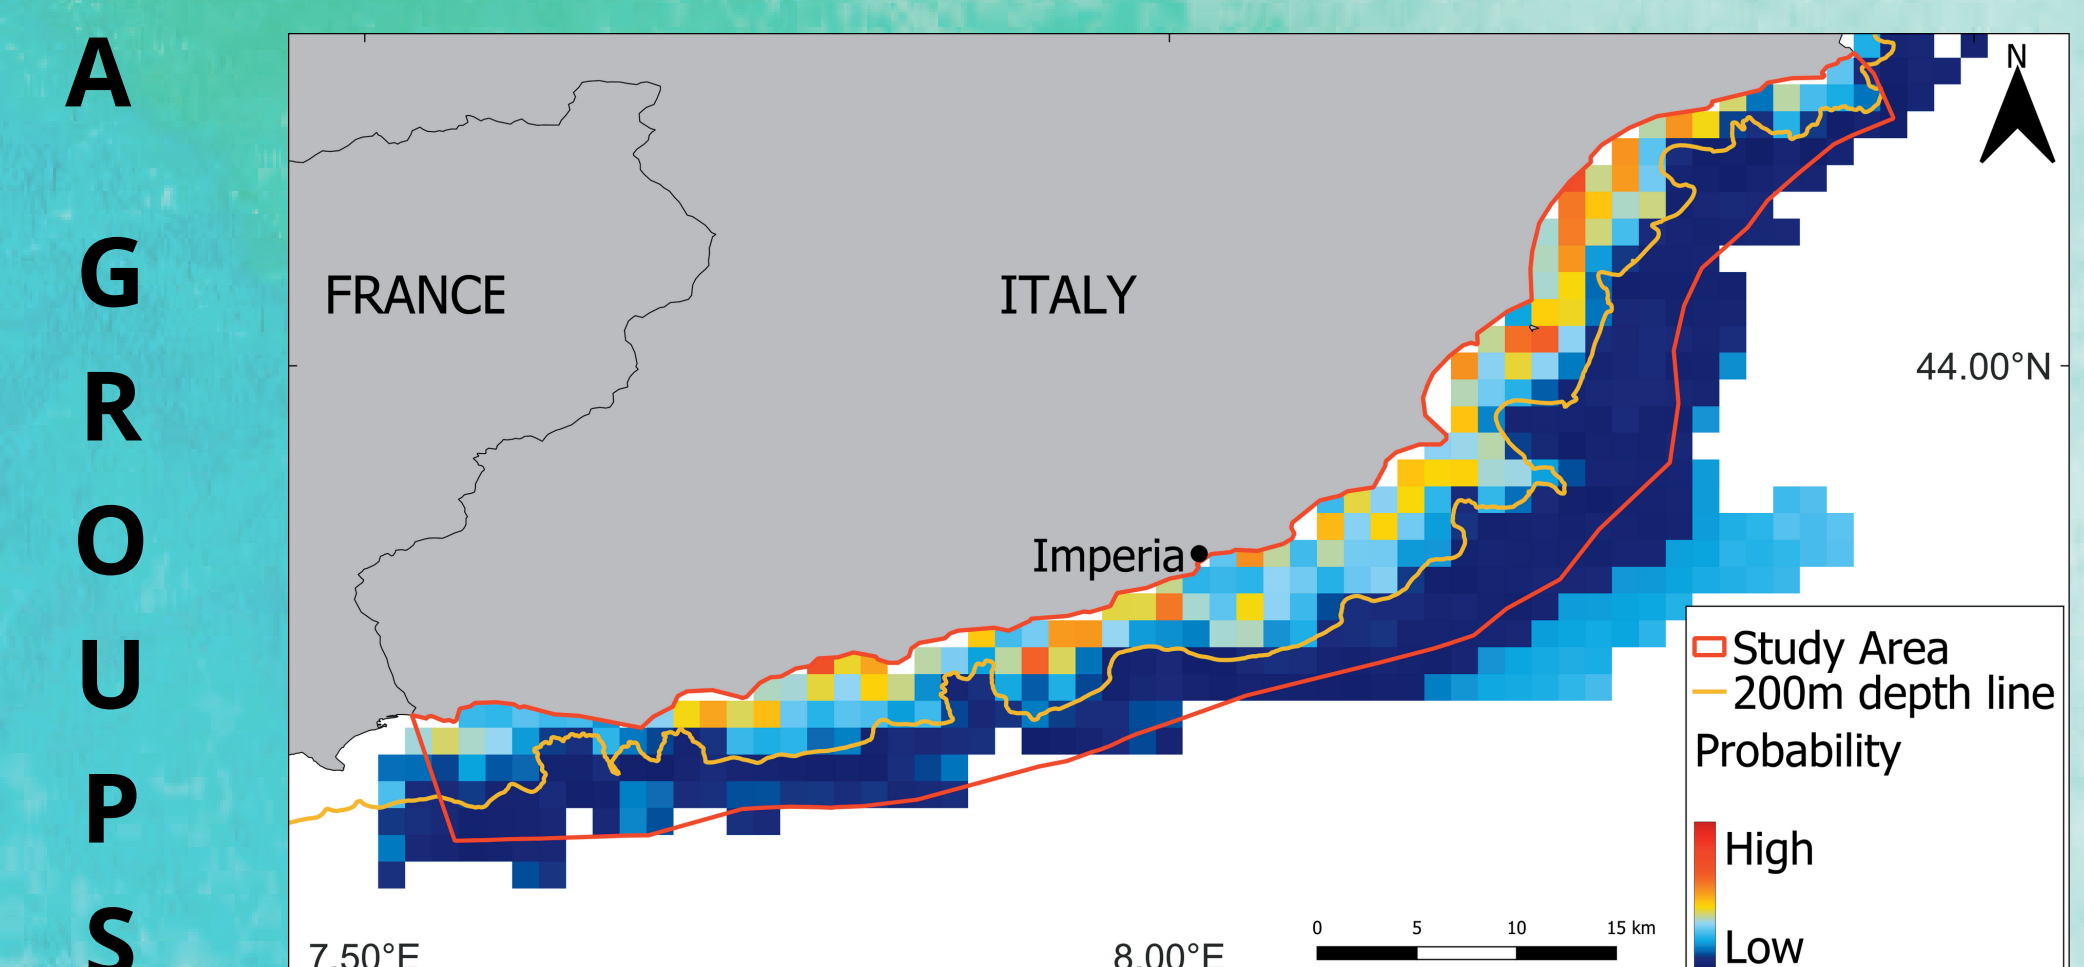 A GROUPS
N
FRANCE
ITALY
44.00°N
Imperia
Study Area
200m depth line
Probability
High
Low
0 5 10 15 km
7.50°E 8.00°E